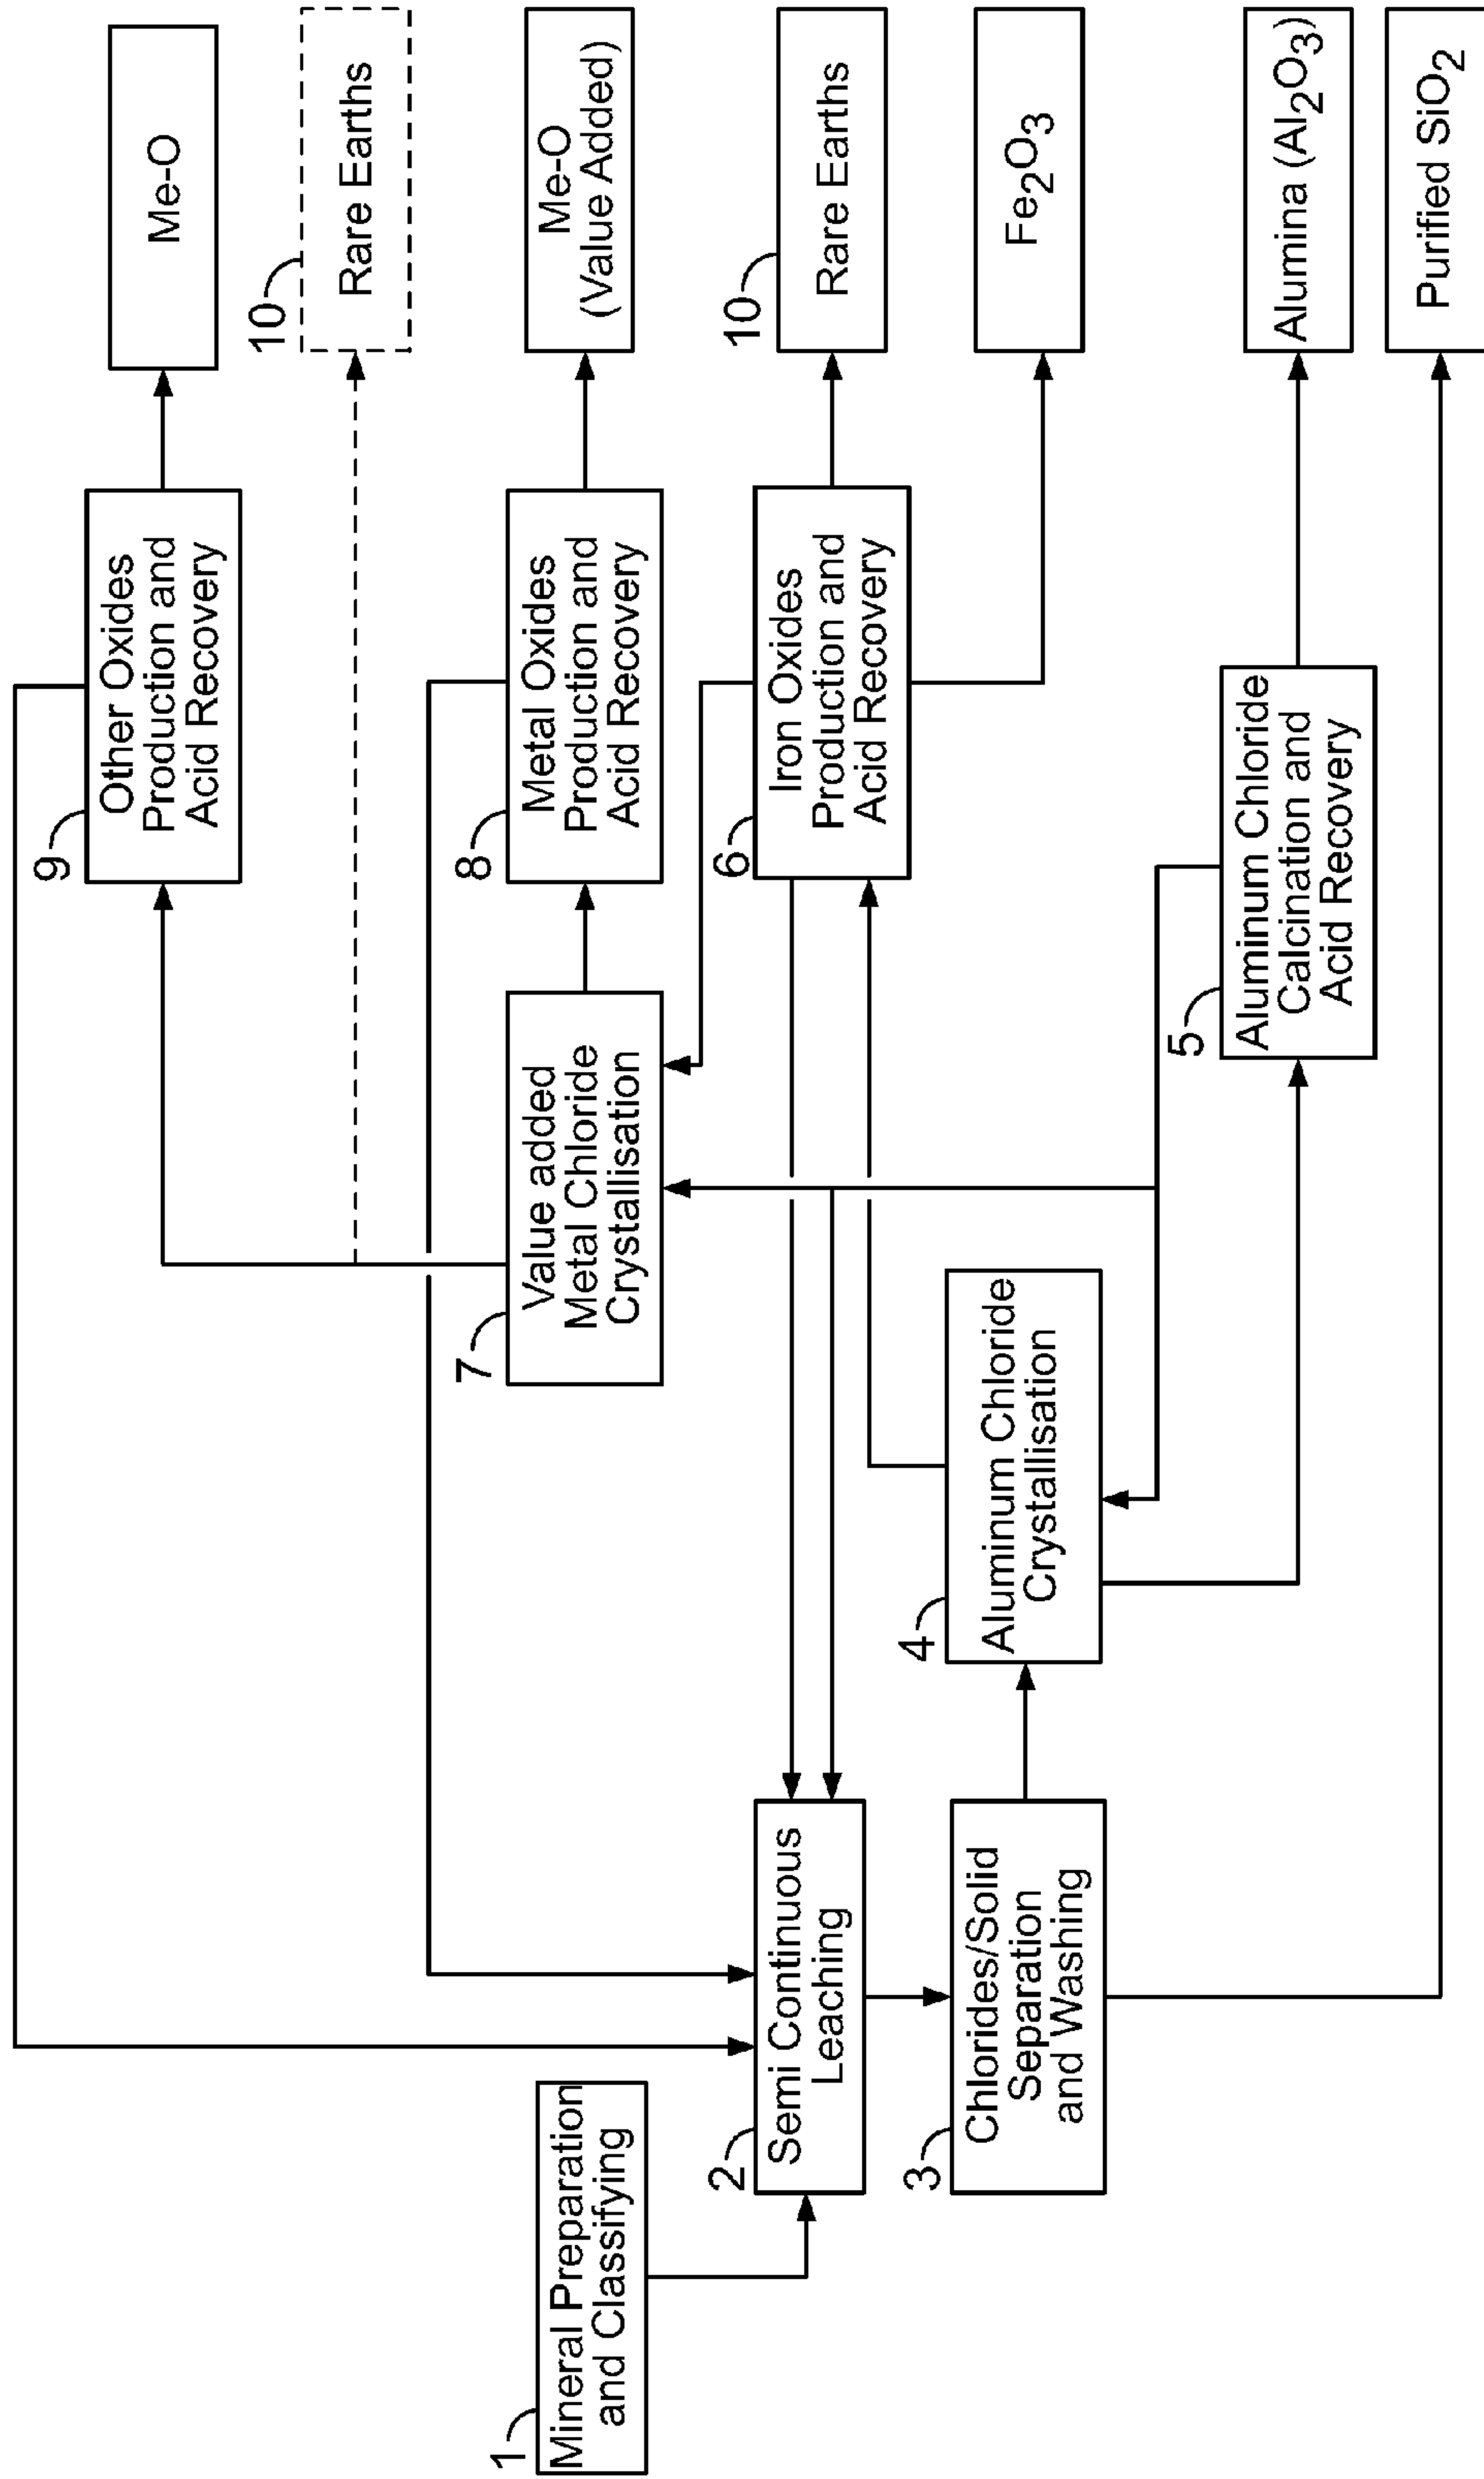 1
Mineral Preparation
and Classifying
2
Semi Continuous
Leaching
3
Chlorides/Solid
Separation
and Washing
4
Aluminum Chloride
Crystallisation
5
Aluminum Chloride
Calcination and
Acid Recovery
6
Iron Oxides
Production and
Acid Recovery
7
Value added
Metal Chloride
Crystallisation
8
Metal Oxides
Production and
Acid Recovery
9
Other Oxides
Production and
Acid Recovery
Me-O
10
Rare Earths
Me-O
(Value Added)
10
Rare Earths
Fe2O3
Alumina (Al2O3)
Purified SiO2